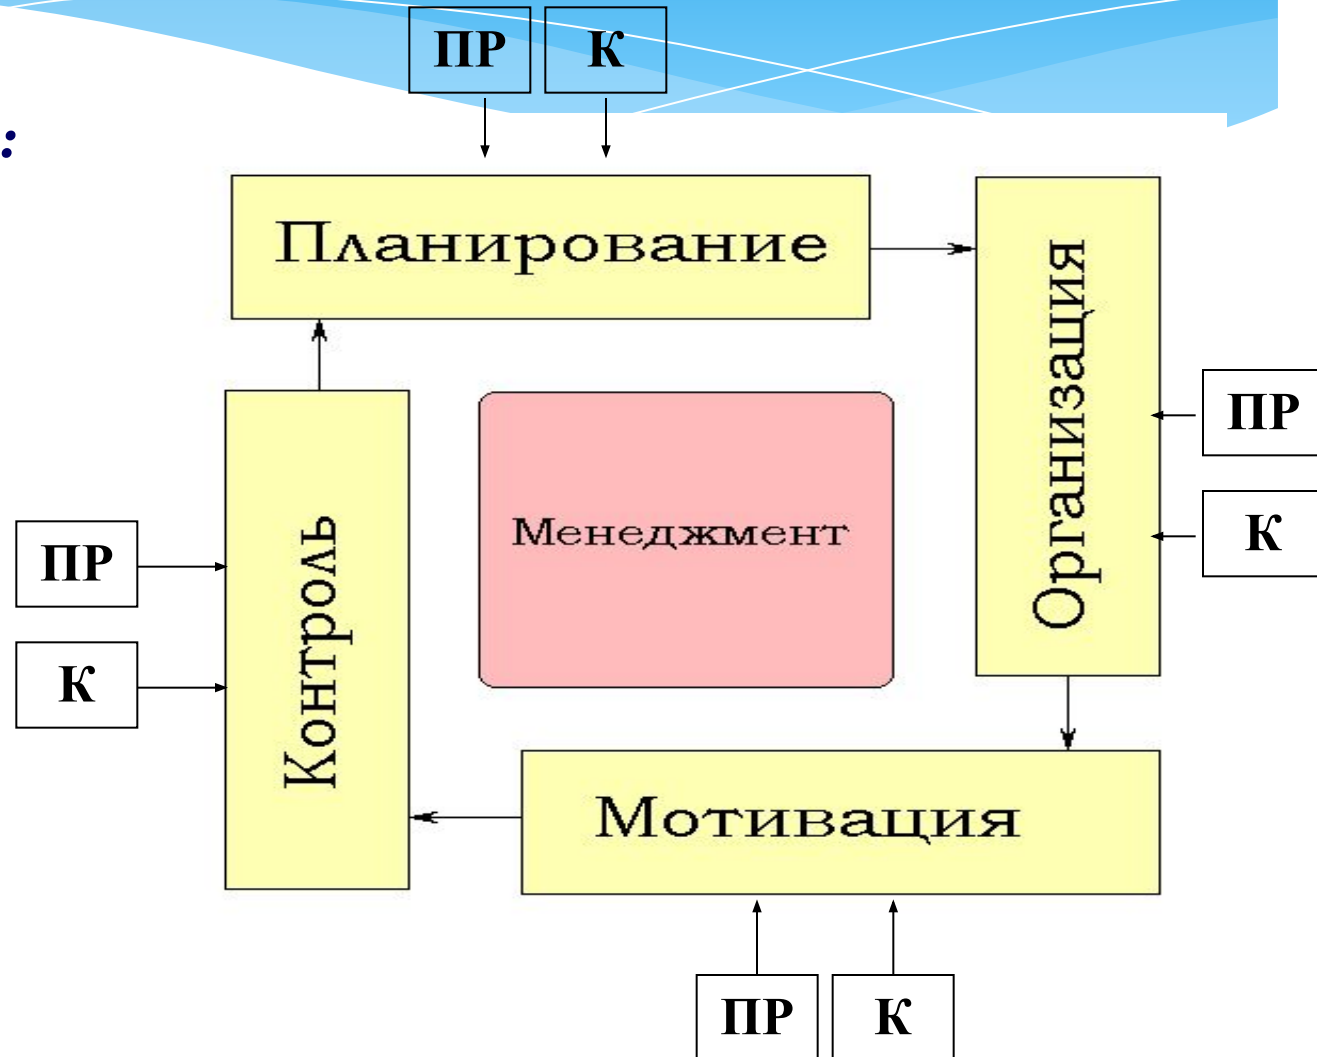 ПР К
:
Планирование
Организация
ПР
К
Менеджмент
Контроль
ПР
К
Мотивация
ПР К